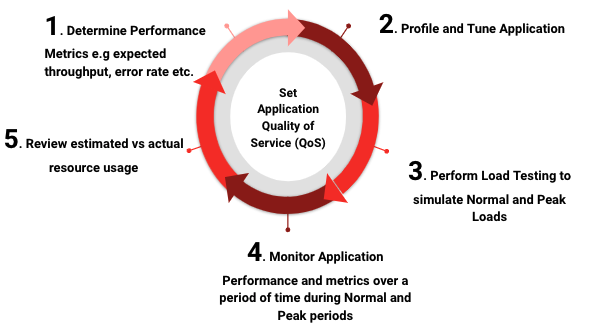 1. Determine Performance
Metrics e.g expected
throughput, error rate etc.
2. Profile and Tune Application
3. Perform Load Testing to
simulate Normal and Peak
Loads
4. Monitor Application
Performance and metrics over a
period of time during Normal and
Peak periods
5. Review estimated vs actual
resource usage
Set
Application
Quality of
Service (QoS)